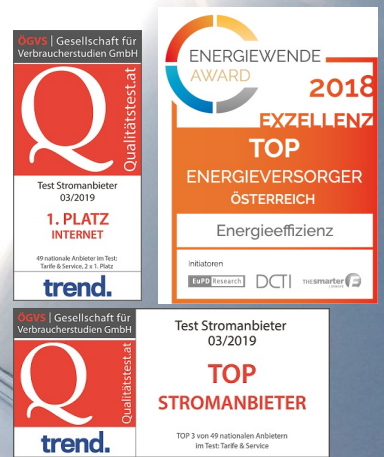 ÖGVS | Gesellschaft für
Verbraucherstudien GmbH
Q
Qualitätstest.at
Test Stromanbieter
03/2019
1. PLATZ
INTERNET
49 nationale Anbieter im Test:
Tarife & Service, 2 x 1. Platz
trend.
ENERGIEWENDE
AWARD
2018
EXZELLENZ
TOP
ENERGIEVERSORGER
ÖSTERREICH
Energieeffizienz
Initiatoren
EuPD Research DCTI THE smarter E
ÖGVS | Gesellschaft für
Verbraucherstudien GmbH
Q
Qualitätstest.at
trend.
Test Stromanbieter
03/2019
TOP
STROMANBIETER
TOP 3 von 49 nationalen Anbietern
im Test: Tarife & Service